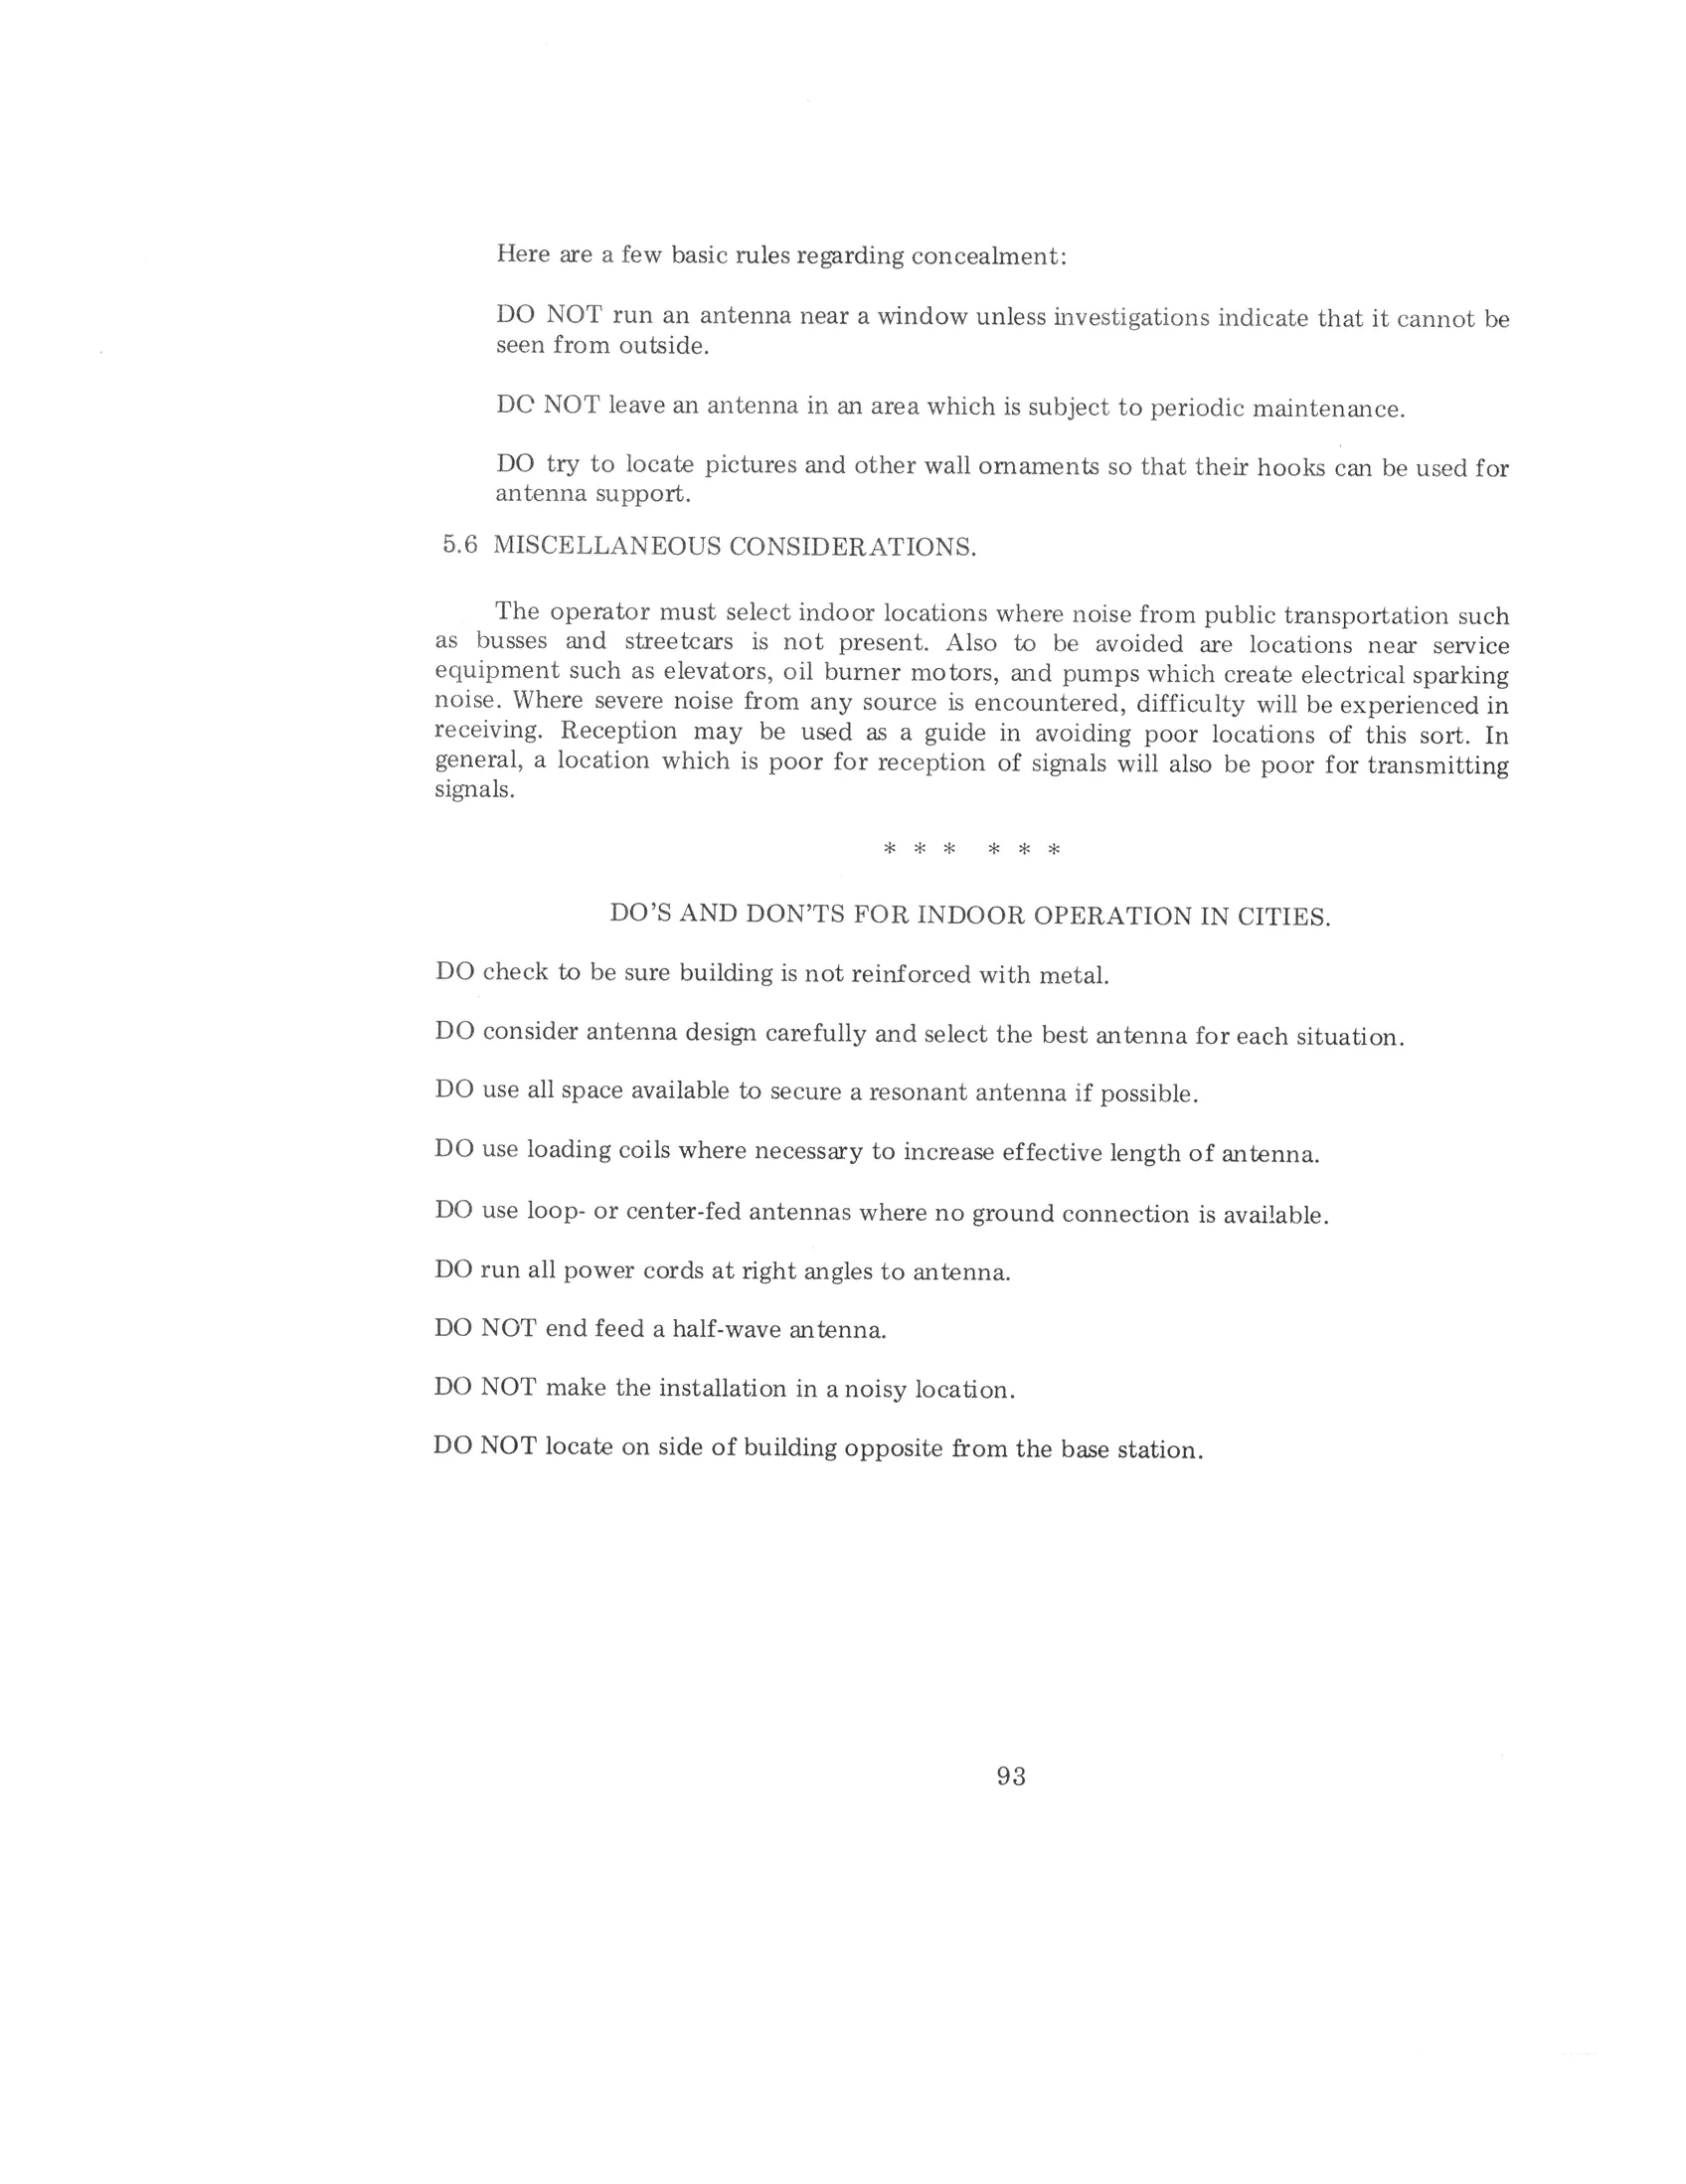 Here are a few basic rules regarding concealment:
DO NOT run an antenna near a window unless investigations indicate that it cannot be
seen from outside.
DO NOT leave an antenna in an area which is subject to periodic maintenance.
DO try to locate pictures and other wall ornaments so that their hooks can be used for
antenna support.
5.6 MISCELLANEOUS CONSIDERATIONS.
The operator must select indoor locations where noise from public transportation such
as busses and streetcars is not present. Also to be avoided are locations near service
equipment such as elevators, oil burner motors, and pumps which create electrical sparking
noise. Where severe noise from any source is encountered, difficulty will be experienced in
receiving. Reception may be used as a guide in avoiding poor locations of this sort. In
general, a location which is poor for reception of signals will also be poor for transmitting
signals.
* * * * * *
DO'S AND DON'TS FOR INDOOR OPERATION IN CITIES.
DO check to be sure building is not reinforced with metal.
DO consider antenna design carefully and select the best antenna for each situation.
DO use all space available to secure a resonant antenna if possible.
DO use loading coils where necessary to increase effective length of antenna.
DO use loop- or center-fed antennas where no ground connection is available.
DO run all power cords at right angles to antenna.
DO NOT end feed a half-wave antenna.
DO NOT make the installation in a noisy location.
DO NOT locate on side of building opposite from the base station.
93